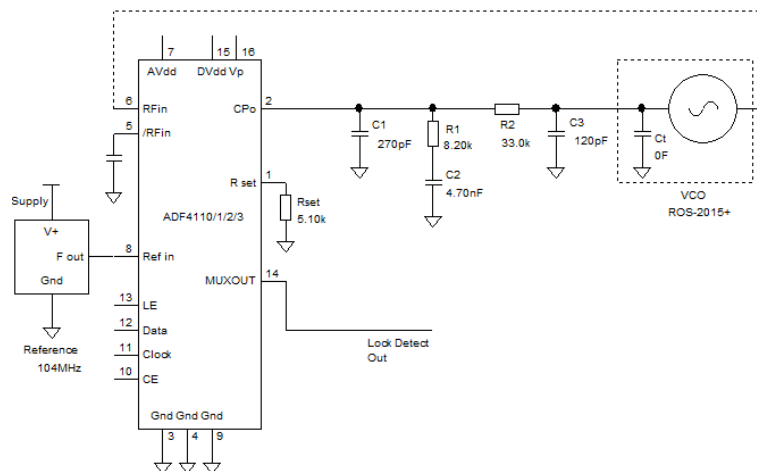 7
15
16
AVdd
DVdd Vp
6
RFin
CPo
2
5
/RFin
C1
270pF
R1
8.20k
R2
33.0k
C3
120pF
Ct
0F
C2
4.70nF
VCO
ROS-2015+
R set
1
Rset
5.10k
ADF4110/1/2/3
Supply
V+
F out
Gnd
8
Ref in
MUXOUT
14
13
LE
12
Data
11
Clock
10
CE
Lock Detect
Out
Reference
104MHz
Gnd Gnd Gnd
3
4
9